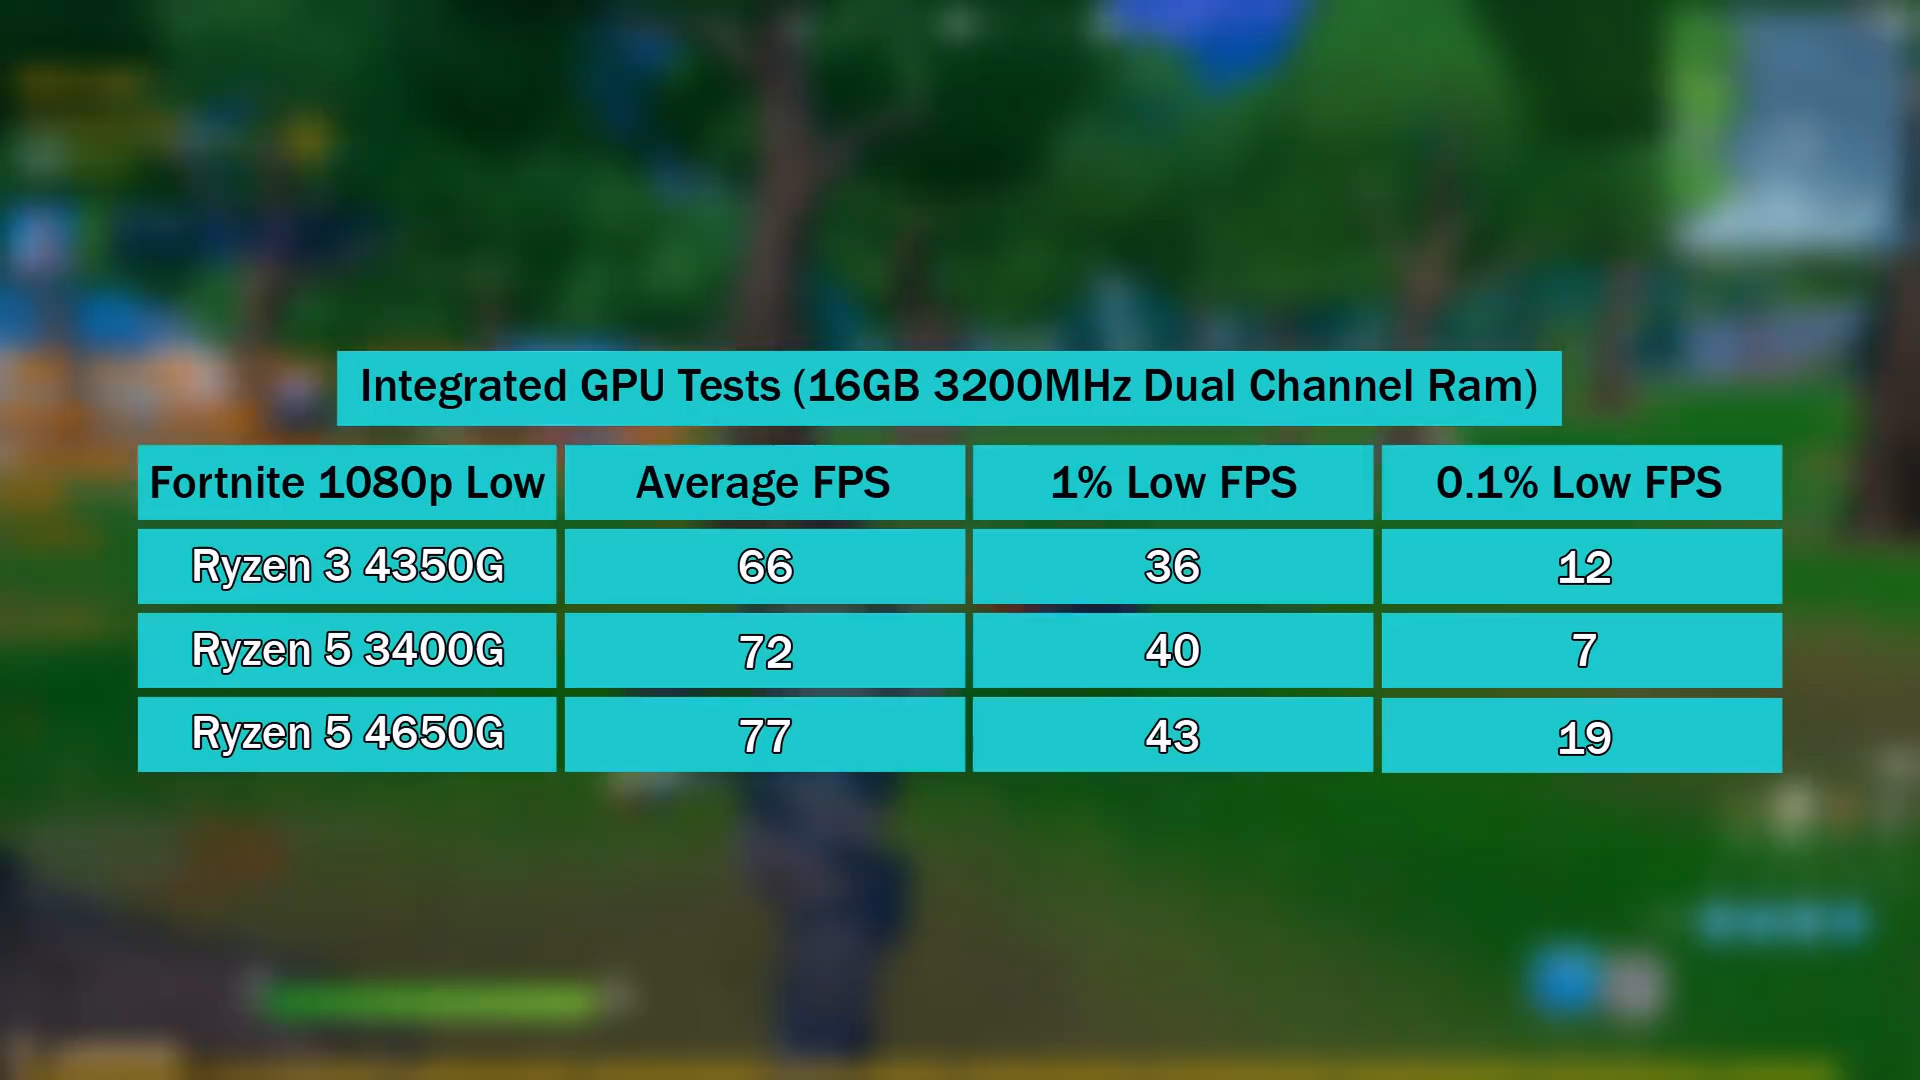 Integrated GPU Tests (16GB 3200MHz Dual Channel Ram)
Fortnite 1080p Low Average FPS 1% Low FPS 0.1% Low FPS
Ryzen 3 4350G 66 36 12
Ryzen 5 3400G 72 40 7
Ryzen 5 4650G 77 43 19